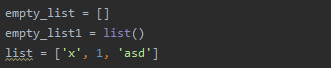 empty_list = []
empty_list1 = list()
list = ['x', 1, 'asd']